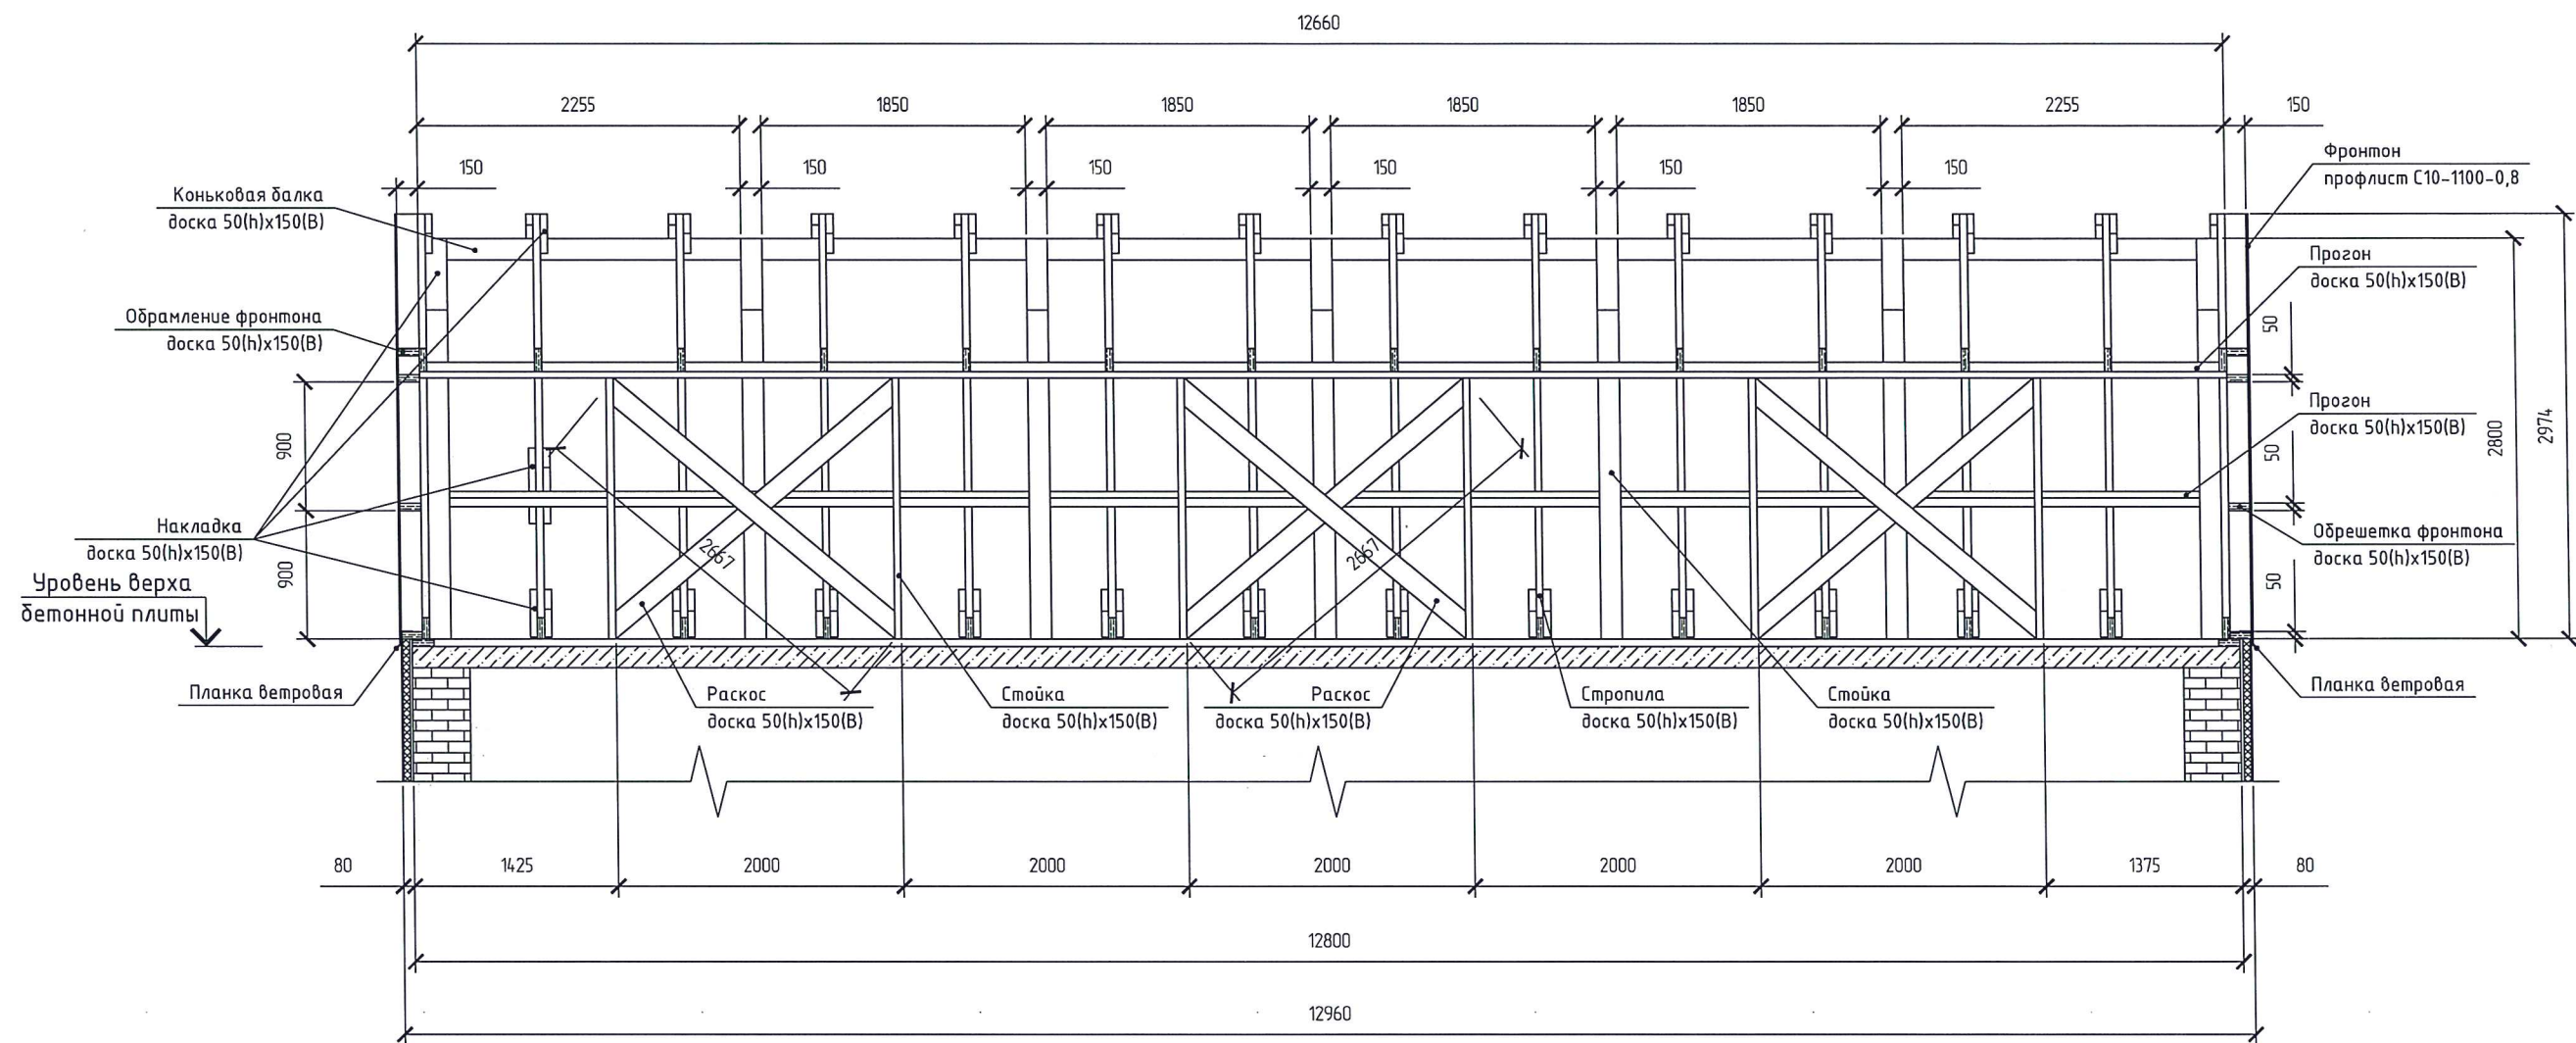 12660
2255
1850
1850
1850
1850
2255
150
150
150
150
150
150
150
Фронтон
профлист С10-1100-0,8
Коньковая балка
доска 50(h)x150(В)
Прогон
доска 50(h)x150(В)
Обрамление фронтона
доска 50(h)x150(В)
50
2800
2974
Прогон
доска 50(h)x150(В)
900
50
Накладка
доска 50(h)x150(В)
Обрешетка фронтона
доска 50(h)x150(В)
2667
2667
900
50
Уровень верха
бетонной плиты
Планка ветровая
Раскос
доска 50(h)x150(В)
Стойка
доска 50(h)x150(В)
Раскос
доска 50(h)x150(В)
Стропила
доска 50(h)x150(В)
Стойка
доска 50(h)x150(В)
Планка ветровая
80
1425
2000
2000
2000
2000
2000
1375
80
12800
12960